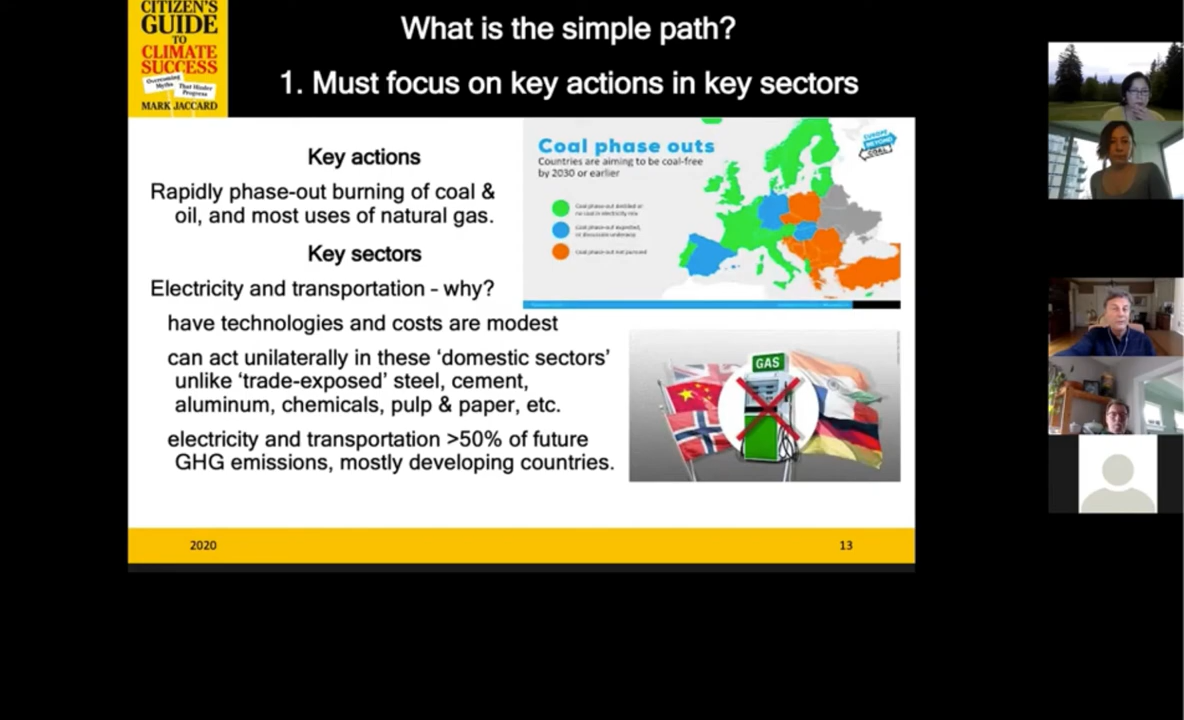 CITIZEN'S
GUIDE
TO
CLIMATE
SUCCESS
Overcoming
Myths
That Hinder
Progress
MARK JACCARD
What is the simple path?
1. Must focus on key actions in key sectors
Key actions
Rapidly phase-out burning of coal &
oil, and most uses of natural gas.
Key sectors
Electricity and transportation - why?
have technologies and costs are modest
can act unilaterally in these ‘domestic sectors’
unlike ‘trade-exposed’ steel, cement,
aluminum, chemicals, pulp & paper, etc.
electricity and transportation >50% of future
GHG emissions, mostly developing countries.
Coal phase outs
Countries are aiming to be coal-free
by 2030 or earlier
Coal phase-out decided or
no coal in electricity mix
Coal phase-out expected,
or discussions underway
Coal phase-out not pursued
EUROPE
BEYOND
COAL
GAS
2020
13